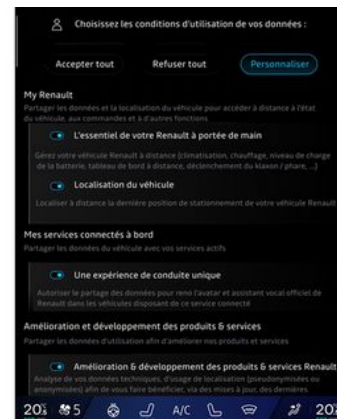 Choisissez les conditions d'utilisation de vos données :
Accepter tout
Refuser tout
Personnaliser
My Renault
Partager les données et la localisation du véhicule pour accéder à distance à l'état
du véhicule, aux commandes et à d'autres fonctions
L'essentiel de votre Renault à portée de main
Gérez votre véhicule Renault à distance (climatisation, chauffage, niveau de charge
de la batterie, tableau de bord à distance, déclenchement du klaxon / phare, ...)
Localisation du véhicule
Localiser à distance la dernière position de stationnement de votre véhicule Renault
Mes services connectés à bord
Partager les données du véhicule avec vos services actifs
Une expérience de conduite unique
Autoriser le partage des données pour reno l'avatar et assistant vocal officiel de
Renault dans les véhicules disposant de ce service connecté
Amélioration et développement des produits & services
Partager les données d'utilisation afin d'améliorer nos produits et services
Amélioration & développement des produits & services Renault
Analyse de vos données techniques, d'usage de localisation (pseudonymisées ou
anonymisées) afin de vous faire bénéficier, via des mises à jour, des dernières
20 5 A/C 20